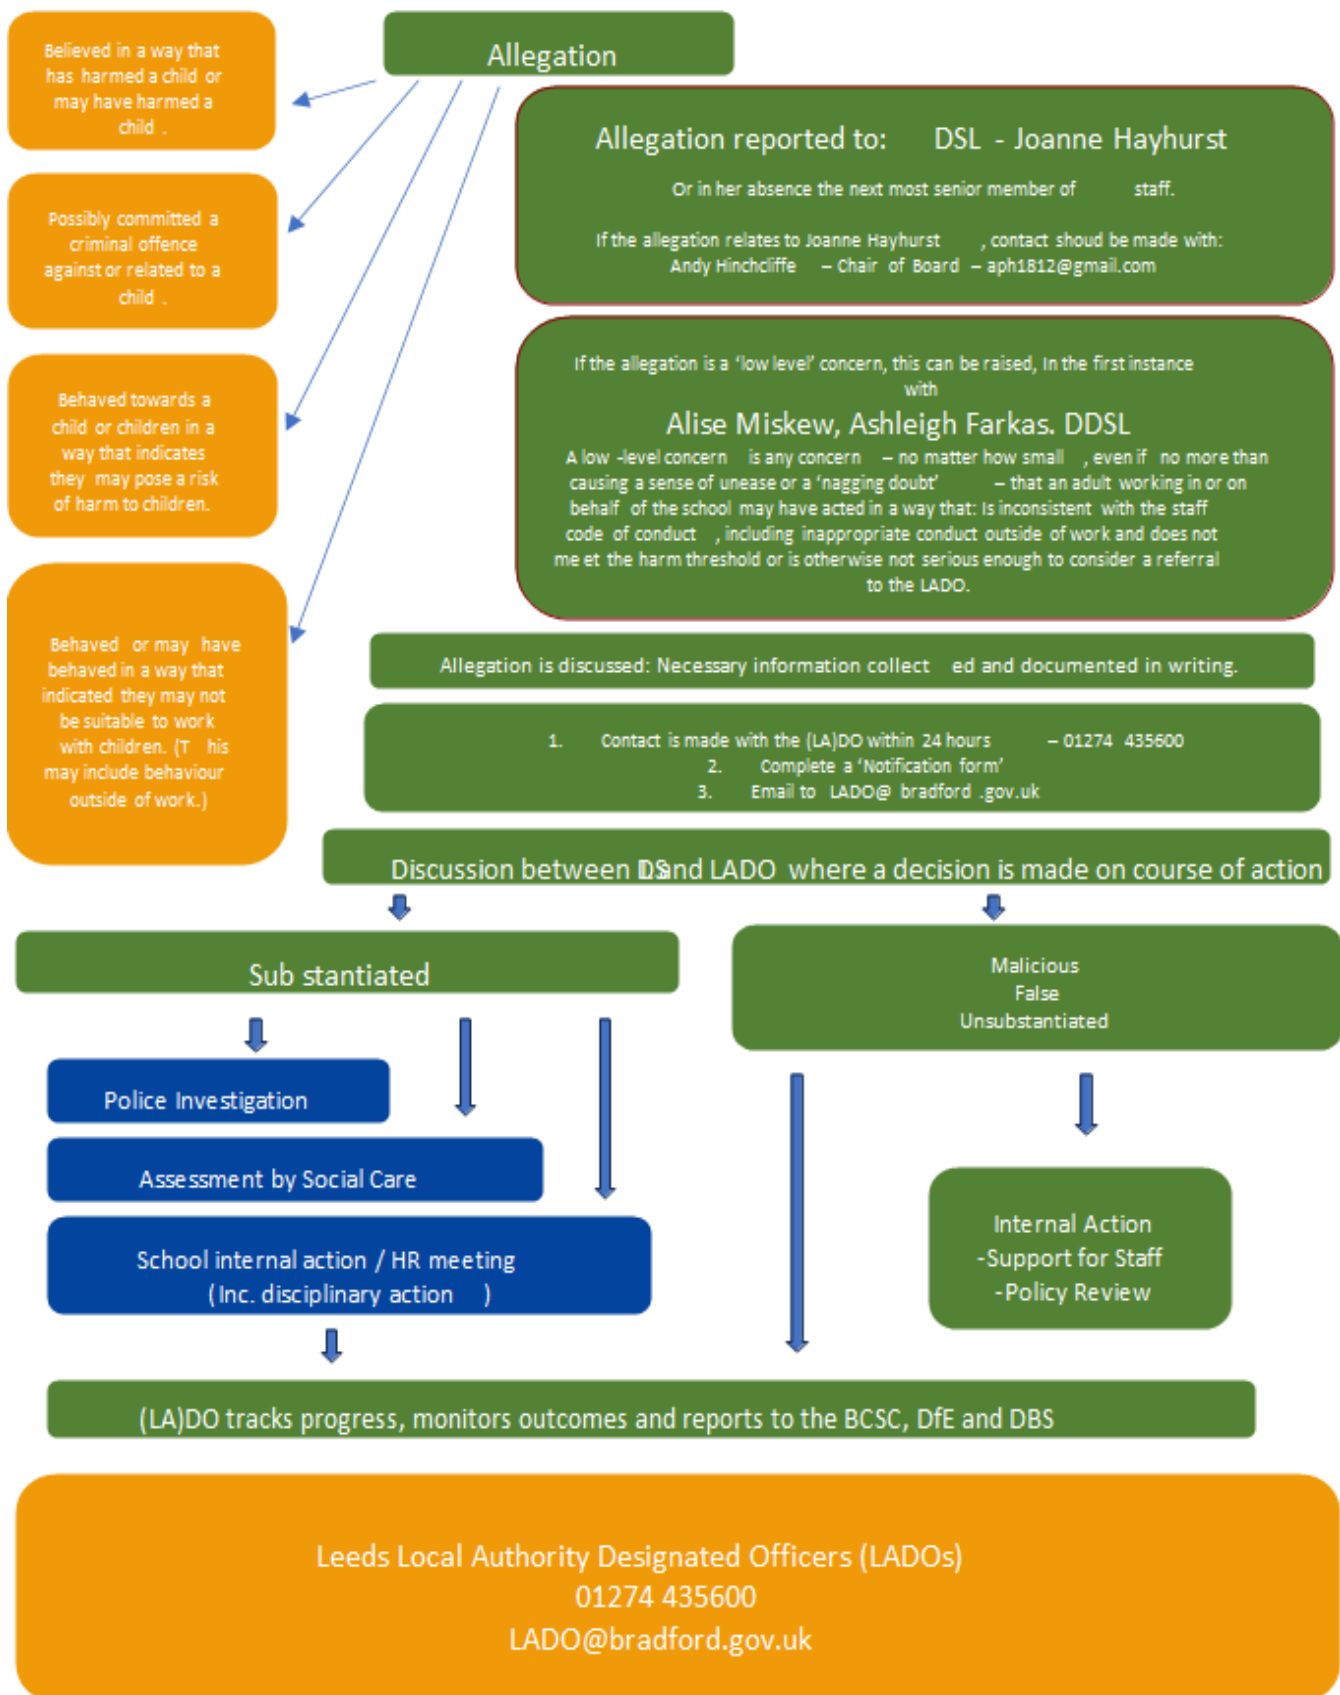 Allegation
Believed in a way that
has harmed a child or
may have harmed a
child .
Possibly committed a
criminal offence
against or related to a
child .
Behaved towards a
child or children in a
way that indicates
they may pose a risk
of harm to children.
Behaved or may have
behaved in a way that
indicated they may not
be suitable to work
with children. (T his
may include behaviour
outside of work.)
Allegation reported to: DSL - Joanne Hayhurst
Or in her absence the next most senior member of staff.
If the allegation relates to Joanne Hayhurst , contact shoud be made with:
Andy Hinchcliffe – Chair of Board – aph1812@gmail.com
If the allegation is a ‘low level’ concern, this can be raised, In the first instance
with
Alise Miskew, Ashleigh Farkas. DDSL
A low -level concern is any concern – no matter how small , even if no more than
causing a sense of unease or a ‘nagging doubt’ – that an adult working in or on
behalf of the school may have acted in a way that: Is inconsistent with the staff
code of conduct , including inappropriate conduct outside of work and does not
me et the harm threshold or is otherwise not serious enough to consider a referral
to the LADO.
Allegation is discussed: Necessary information collect ed and documented in writing.
1. Contact is made with the (LA)DO within 24 hours – 01274 435600
2. Complete a ‘Notification form’
3. Email to LADO@ bradford .gov.uk
Discussion between and LADO where a decision is made on course of action
Sub stantiated
Malicious
False
Unsubstantiated
Police Investigation
Assessment by Social Care
School internal action / HR meeting
(Inc. disciplinary action )
Internal Action
-Support for Staff
-Policy Review
(LA)DO tracks progress, monitors outcomes and reports to the BCSC, DfE and DBS
Leeds Local Authority Designated Officers (LADOs)
01274 435600
LADO@bradford.gov.uk